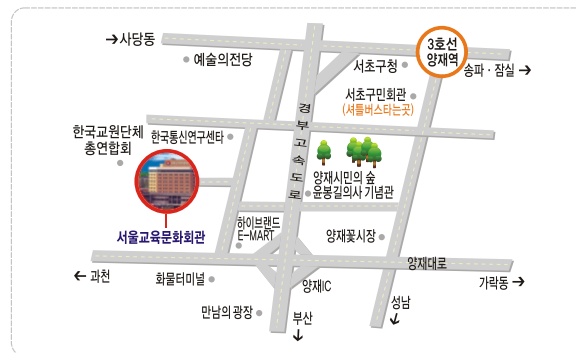 →사당동
예술의전당
3호선
양재역
서초구청
송파 · 잠실 →
서초구민회관
(셔틀버스타는곳)
경부고속도로
한국교원단체
총연합회
한국통신연구센타
양재시민의 숲
윤봉길의사 기념관
서울교육문화회관
하이브랜드
E-MART
양재꽃시장
양재대로
← 과천
화물터미널
양재IC
가락동 →
만남의 광장
부산
↓
성남
↓